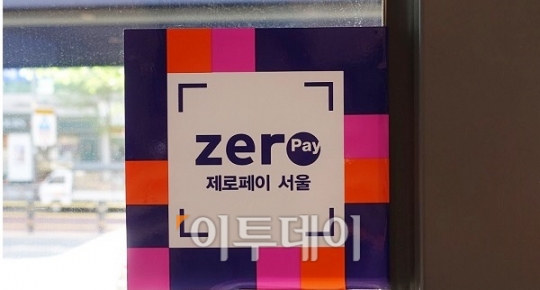 zero Pay
제로페이 서울
이투데이